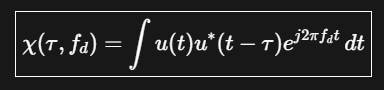 χ(τ, f_d) = ∫ u(t)u*(t − τ)e^{j2πf_d t} dt